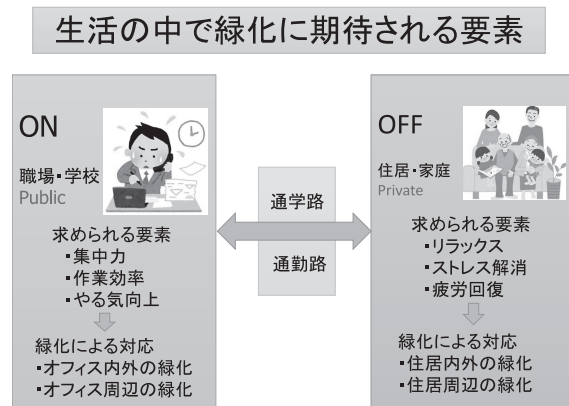 生活の中で緑化に期待される要素
ON
職場・学校
Public
求められる要素
▪集中力
▪作業効率
▪やる気向上
緑化による対応
▪オフィス内外の緑化
▪オフィス周辺の緑化
通学路
通勤路
OFF
住居・家庭
Private
求められる要素
▪リラックス
▪ストレス解消
▪疲労回復
緑化による対応
▪住居内外の緑化
▪住居周辺の緑化